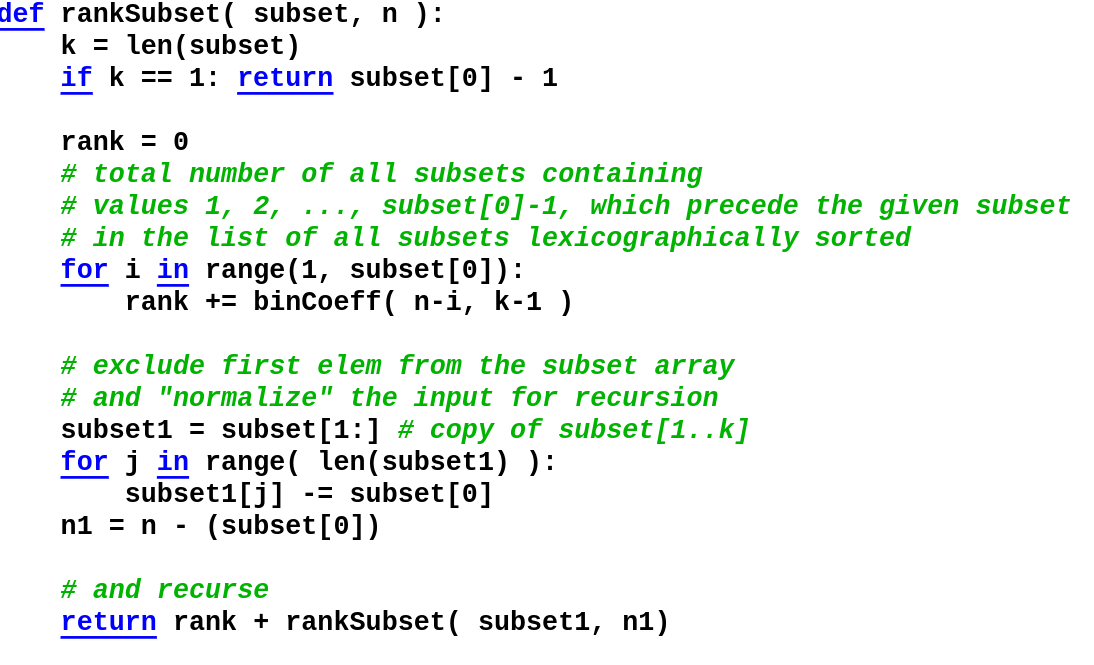 def rankSubset( subset, n ):
    k = len(subset)
    if k == 1: return subset[0] - 1

    rank = 0
    # total number of all subsets containing
    # values 1, 2, ..., subset[0]-1, which precede the given subset
    # in the list of all subsets lexicographically sorted
    for i in range(1, subset[0]):
        rank += binCoeff( n-i, k-1 )

    # exclude first elem from the subset array
    # and "normalize" the input for recursion
    subset1 = subset[1:] # copy of subset[1..k]
    for j in range( len(subset1) ):
        subset1[j] -= subset[0]
    n1 = n - (subset[0])

    # and recurse
    return rank + rankSubset( subset1, n1)